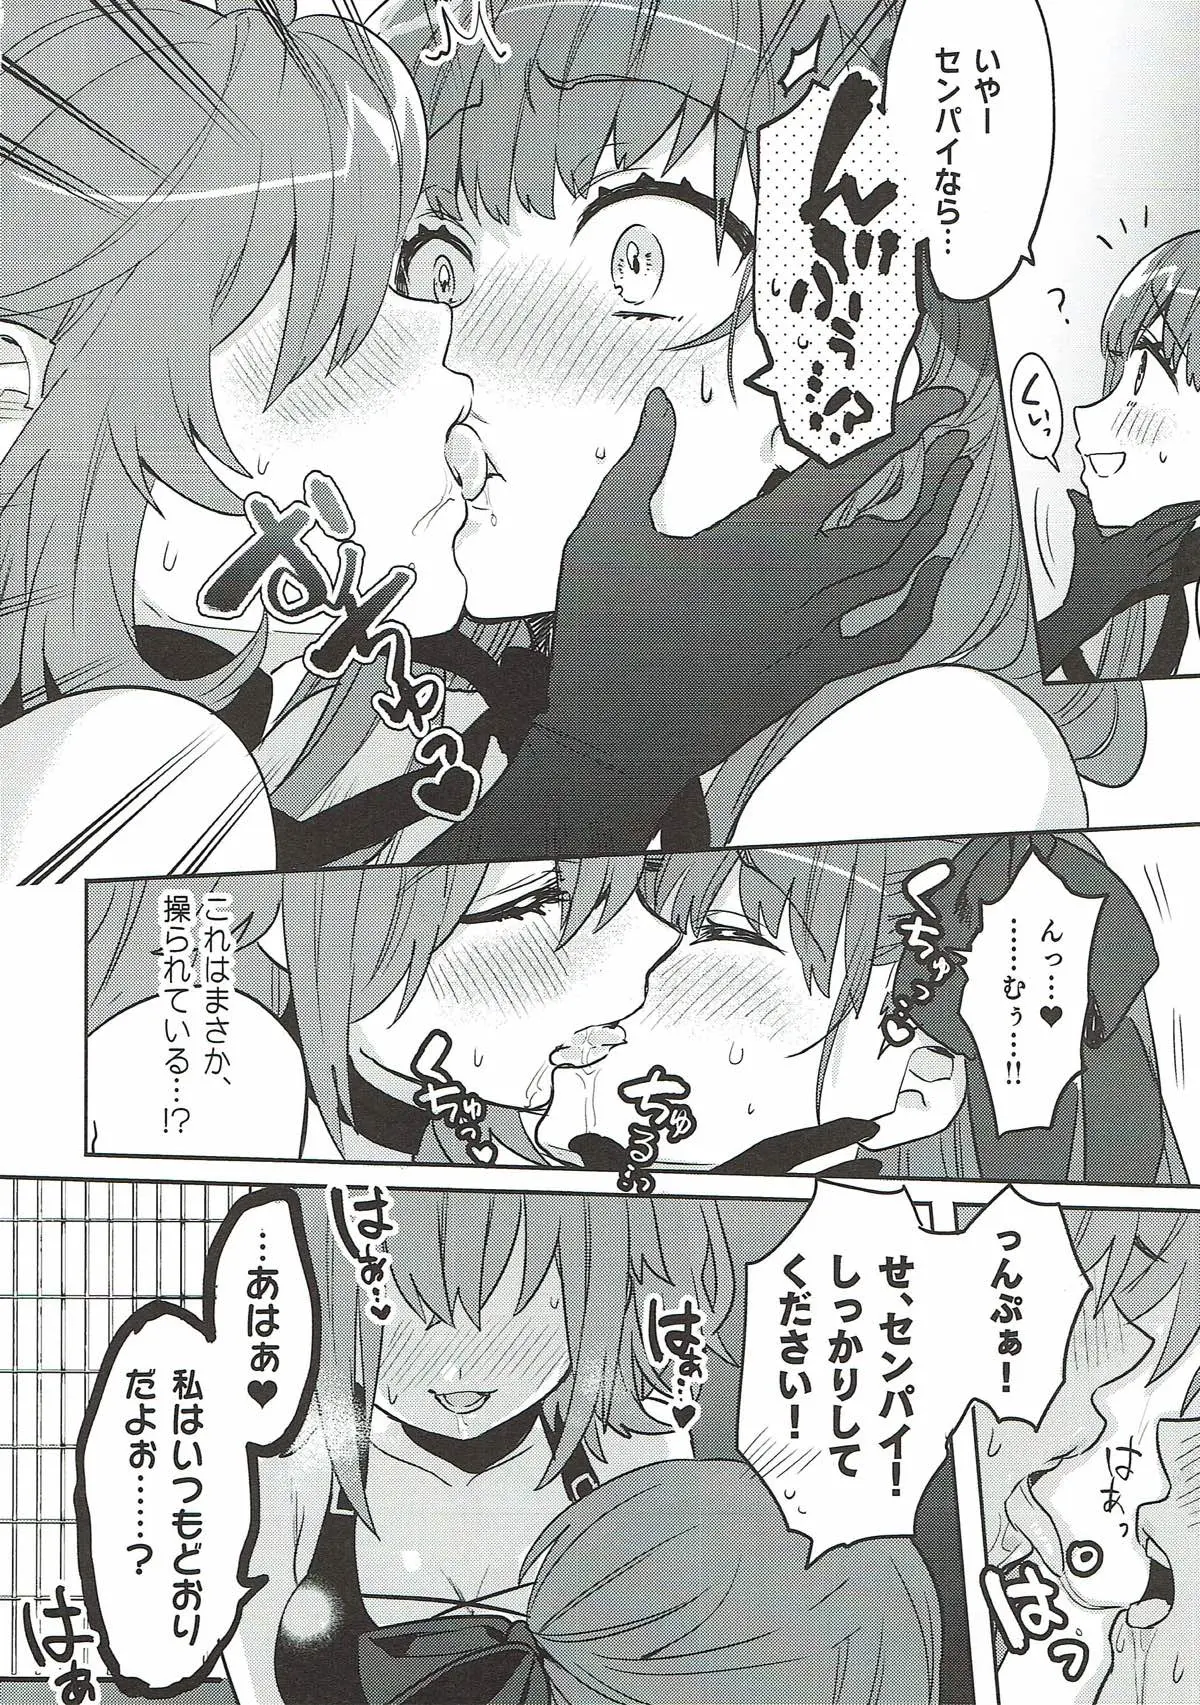 いやー
センパイなら…
？
くいっ
んぶぅ…!?
ぶちゅっ♥
んっ…♥
……むぅ…!!
くちゅっ…♥
ちゅるっ…
くちゅっ…♥
これはまさか、
操られている…!?
っんぷぁ！
はぁっ
はっ
せ、センパイ！
しっかりして
ください！
はぁ…♥
はぁ…♥
…あはぁ♥
私はいつもどおり
だよぉ……？
はぁ